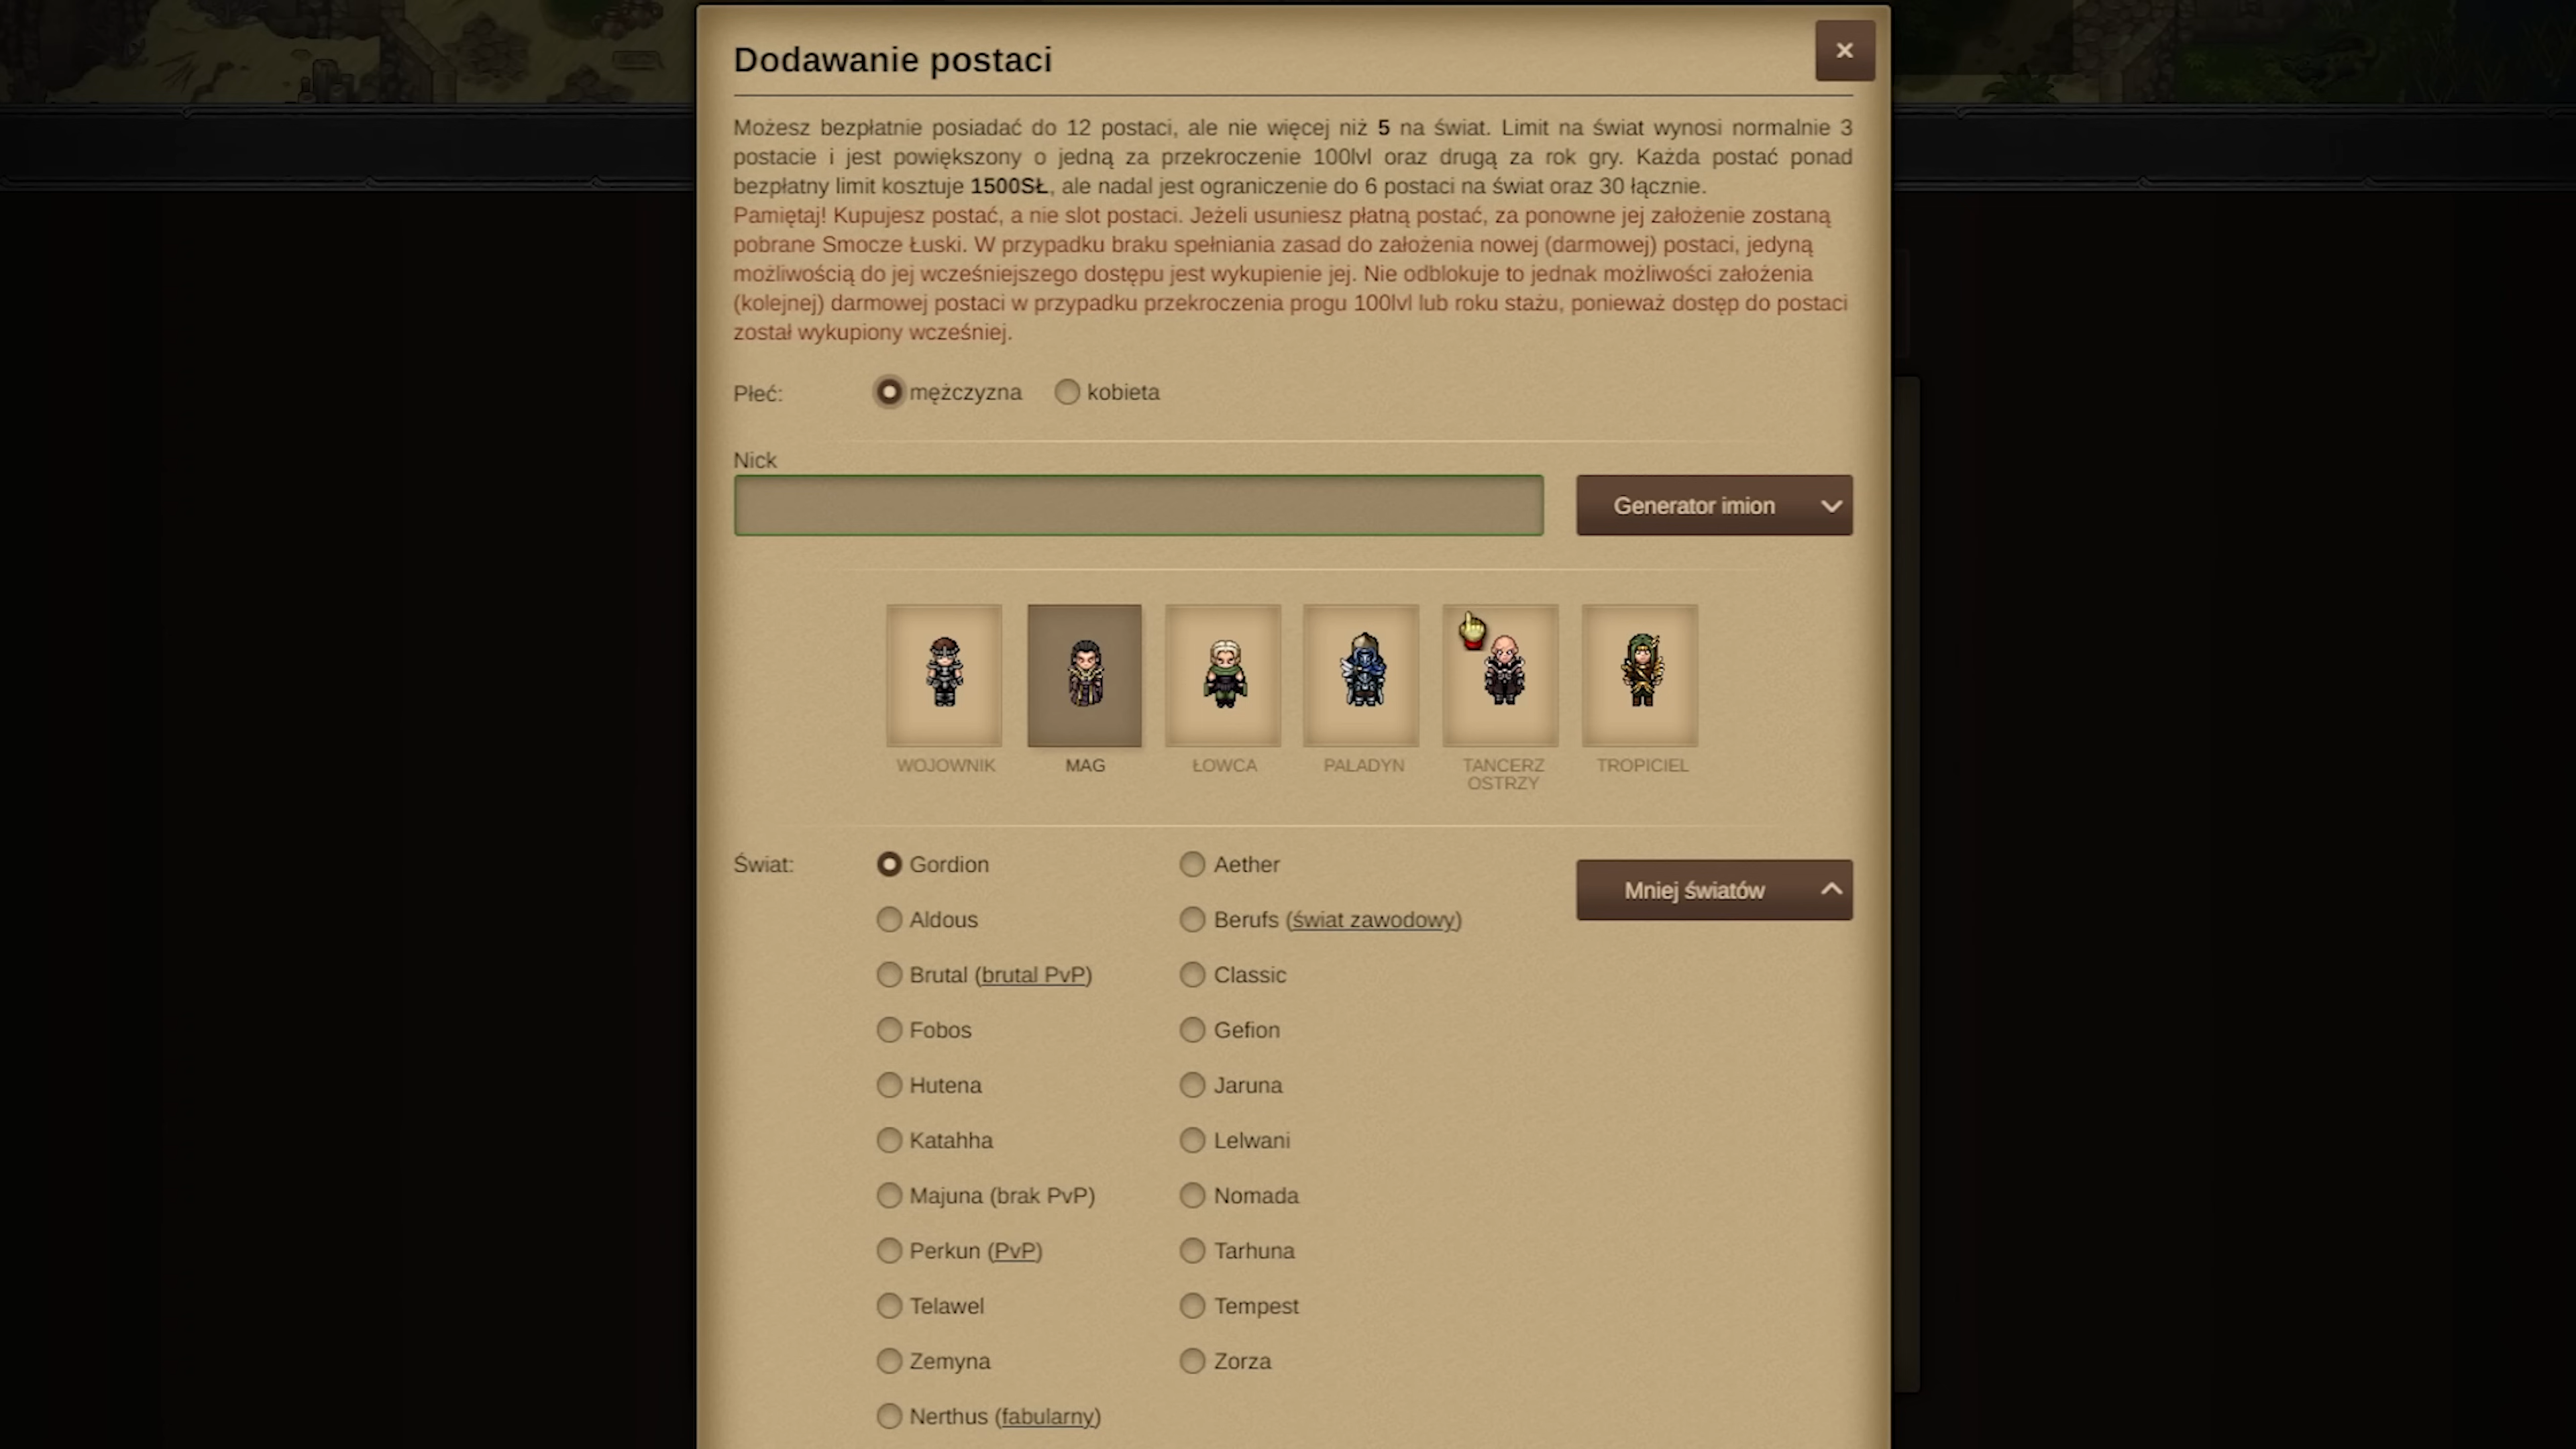 Dodawanie postaci
×
Możesz bezpłatnie posiadać do 12 postaci, ale nie więcej niż 5 na świat. Limit na świat wynosi normalnie 3
postacie i jest powiększony o jedną za przekroczenie 100lvl oraz drugą za rok gry. Każda postać ponad
bezpłatny limit kosztuje 1500SŁ, ale nadal jest ograniczenie do 6 postaci na świat oraz 30 łącznie.
Pamiętaj! Kupujesz postać, a nie slot postaci. Jeżeli usuniesz płatną postać, za ponowne jej założenie zostaną
pobrane Smocze Łuski. W przypadku braku spełniania zasad do założenia nowej (darmowej) postaci, jedyną
możliwością do jej wcześniejszego dostępu jest wykupienie jej. Nie odblokuje to jednak możliwości założenia
(kolejnej) darmowej postaci w przypadku przekroczenia progu 100lvl lub roku stażu, ponieważ dostęp do postaci
został wykupiony wcześniej.
Płeć: mężczyzna kobieta
Nick
Generator imion
WOJOWNIK MAG ŁOWCA PALADYN TANCERZ OSTRZY TROPICIEL
Świat: Gordion Aether Mniej światów
Aldous Berufs (świat zawodowy)
Brutal (brutal PvP) Classic
Fobos Gefion
Hutena Jaruna
Katahha Lelwani
Majuna (brak PvP) Nomada
Perkun (PvP) Tarhuna
Telawel Tempest
Zemyna Zorza
Nerthus (fabularny)